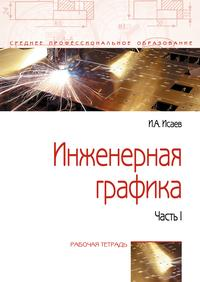 СРЕДНЕЕ ПРОФЕССИОНАЛЬНОЕ ОБРАЗОВАНИЕ
И.А. Исаев
Инженерная
графика
Часть I
РАБОЧАЯ ТЕТРАДЬ